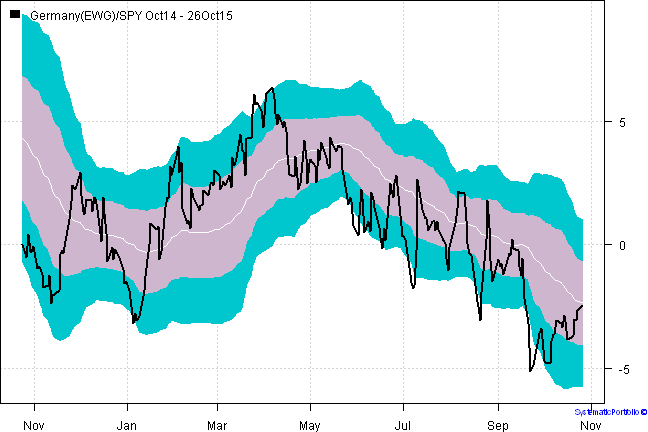 Germany(EWG)/SPY Oct14 - 26Oct15
5
0
-5
SystematicPortfolio ©
Nov Jan Mar May Jul Sep Nov